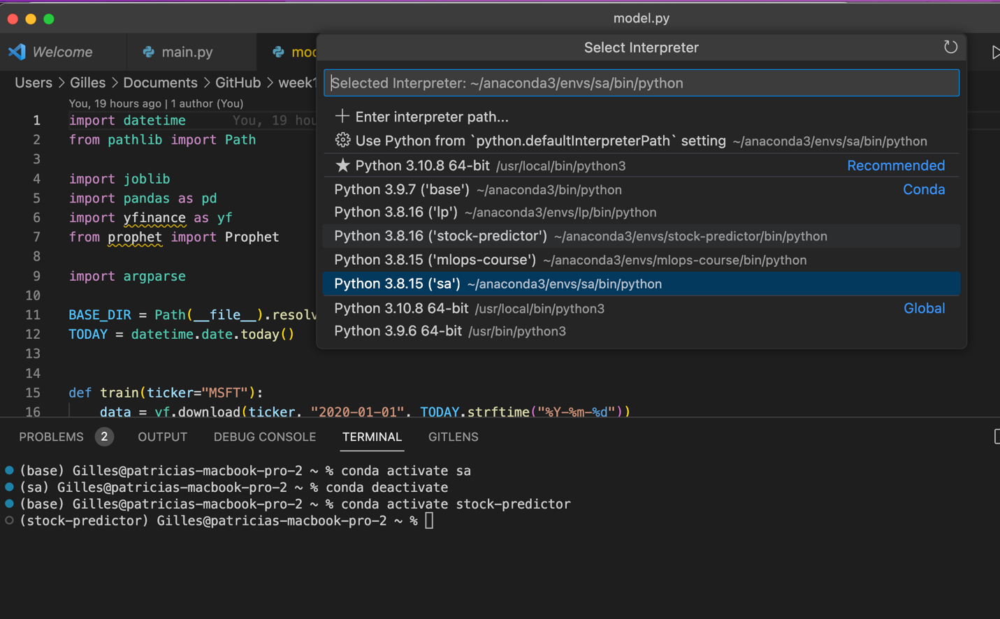 model.py
Welcome
main.py
Select Interpreter
Users > Gilles > Documents > GitHub >
Selected Interpreter: ~/anaconda3/envs/sa/bin/python
Enter interpreter path...
Use Python from `python.defaultInterpreterPath` setting ~/anaconda3/envs/sa/bin/python
Python 3.10.8 64-bit /usr/local/bin/python3 Recommended
Python 3.9.7 ('base') ~/anaconda3/bin/python Conda
Python 3.8.16 ('lp') ~/anaconda3/envs/lp/bin/python
Python 3.8.16 ('stock-predictor') ~/anaconda3/envs/stock-predictor/bin/python
Python 3.8.15 ('mlops-course') ~/anaconda3/envs/mlops-course/bin/python
Python 3.8.15 ('sa') ~/anaconda3/envs/sa/bin/python
Python 3.10.8 64-bit /usr/local/bin/python3 Global
Python 3.9.6 64-bit /usr/bin/python3
You, 19 hours ago | 1 author (You)
1 import datetime You, 19 hou
2 from pathlib import Path
3
4 import joblib
5 import pandas as pd
6 import yfinance as yf
7 from prophet import Prophet
8
9 import argparse
10
11 BASE_DIR = Path(__file__).resolv
12 TODAY = datetime.date.today()
13
14
15 def train(ticker="MSFT"):
16 data = yf.download(ticker, "2020-01-01", TODAY.strftime("%Y-%m-%d"))
PROBLEMS 2 OUTPUT DEBUG CONSOLE TERMINAL GITLENS
(base) Gilles@patricias-macbook-pro-2 ~ % conda activate sa
(sa) Gilles@patricias-macbook-pro-2 ~ % conda deactivate
(base) Gilles@patricias-macbook-pro-2 ~ % conda activate stock-predictor
(stock-predictor) Gilles@patricias-macbook-pro-2 ~ %